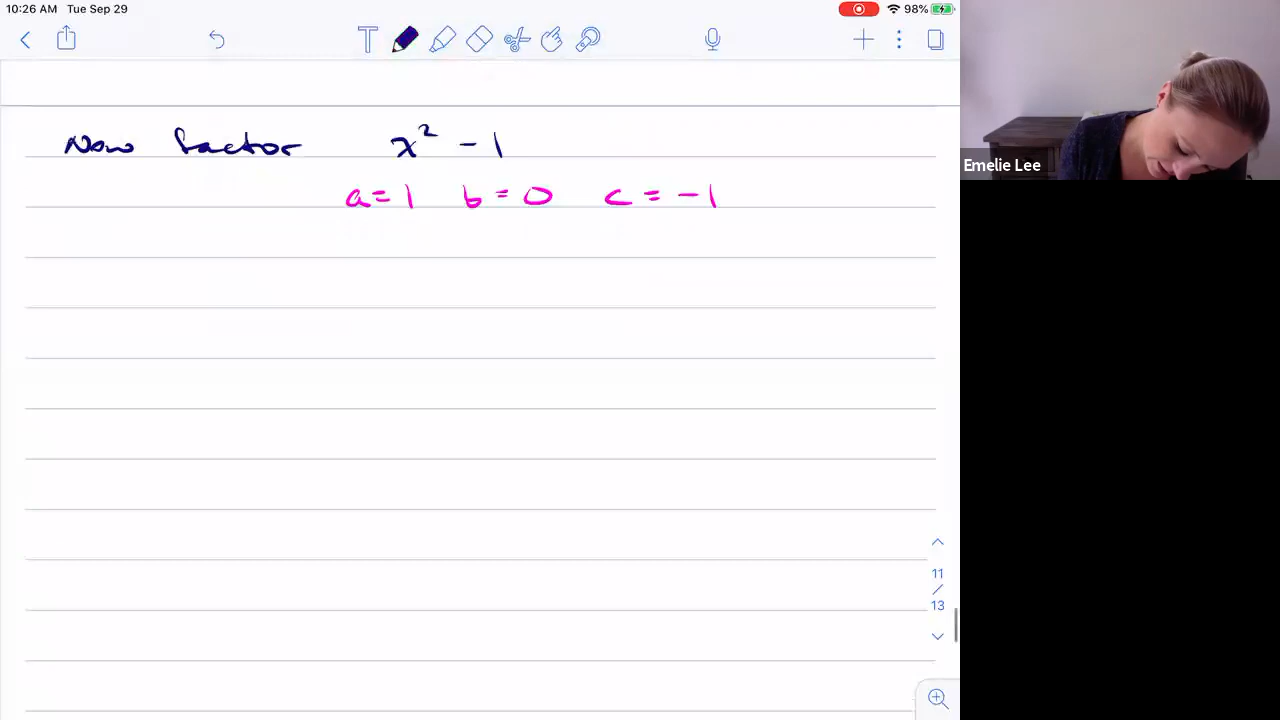 10:26 AM Tue Sep 29
98%
T
Now factor x² - 1
a = 1 b = 0 c = -1
Emelie Lee
11
/
13